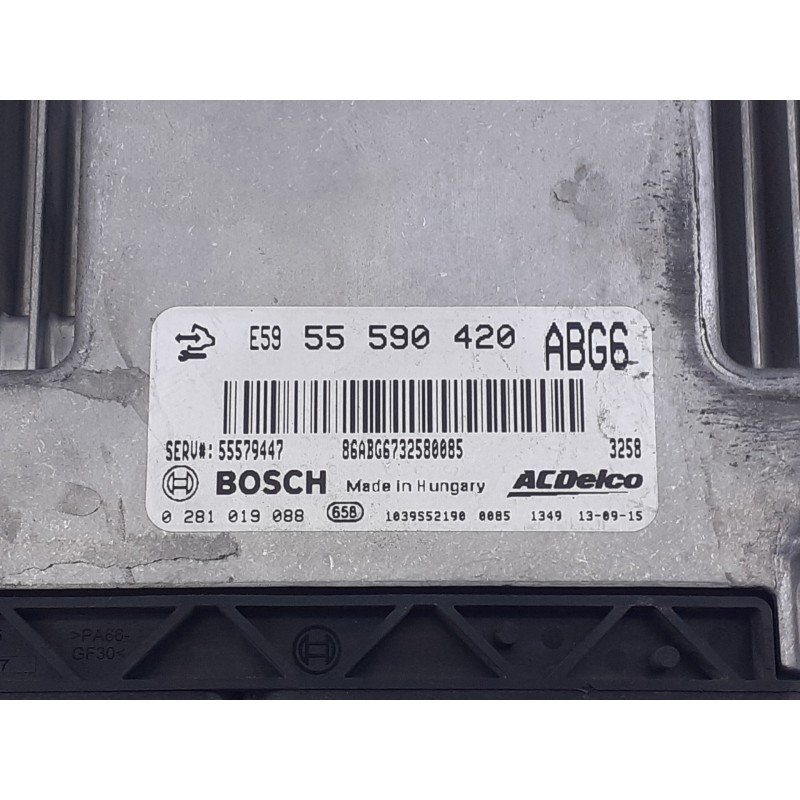 E59 55 590 420 ABG6
SERV#: 55579447 86ABG6732580085 3258
BOSCH Made in Hungary ACDelco
0 281 019 088 658 1039S52190 0085 1349 13-09-15
>PA66-
GF30<
7